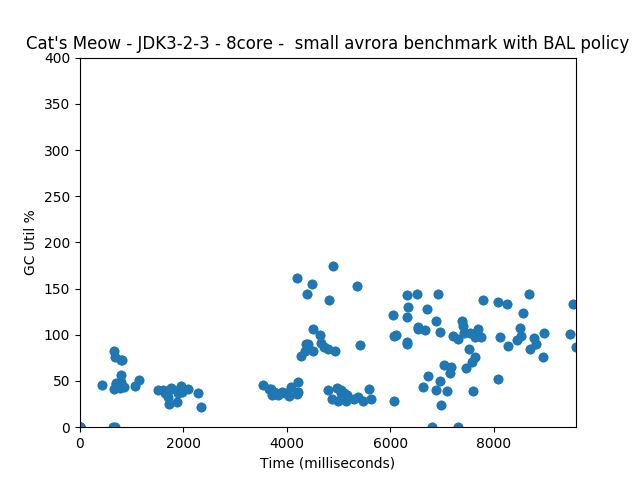 Cat's Meow - JDK3-2-3 - 8core -  small avrora benchmark with BAL policy
400
350
300
250
200
150
100
50
0
GC Util %
0 2000 4000 6000 8000
Time (milliseconds)